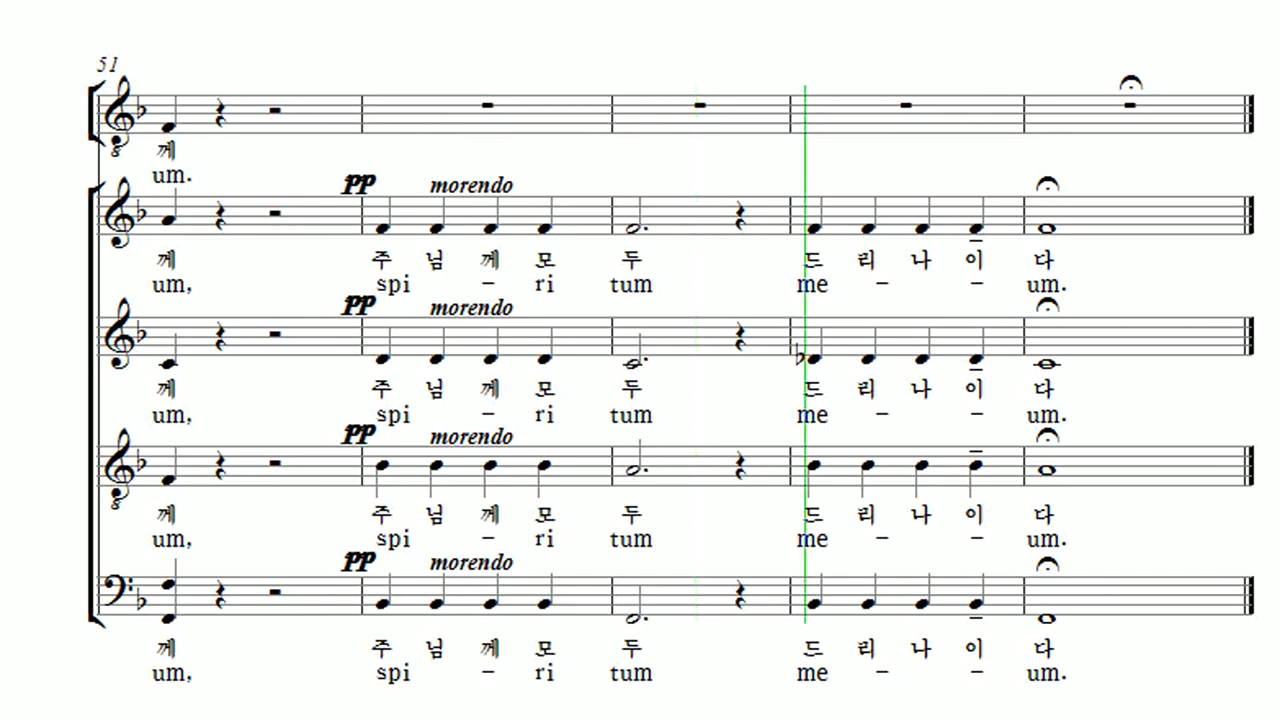 51
께
um.
pp morendo
께 주 님 께 모 두 드 리 나 이 다
um, spi - ri tum me - - um.
pp morendo
께 주 님 께 모 두 드 리 나 이 다
um, spi - ri tum me - - um.
pp morendo
께 주 님 께 모 두 드 리 나 이 다
um, spi - ri tum me - - um.
pp morendo
께 주 님 께 모 두 드 리 나 이 다
um, spi - ri tum me - - um.